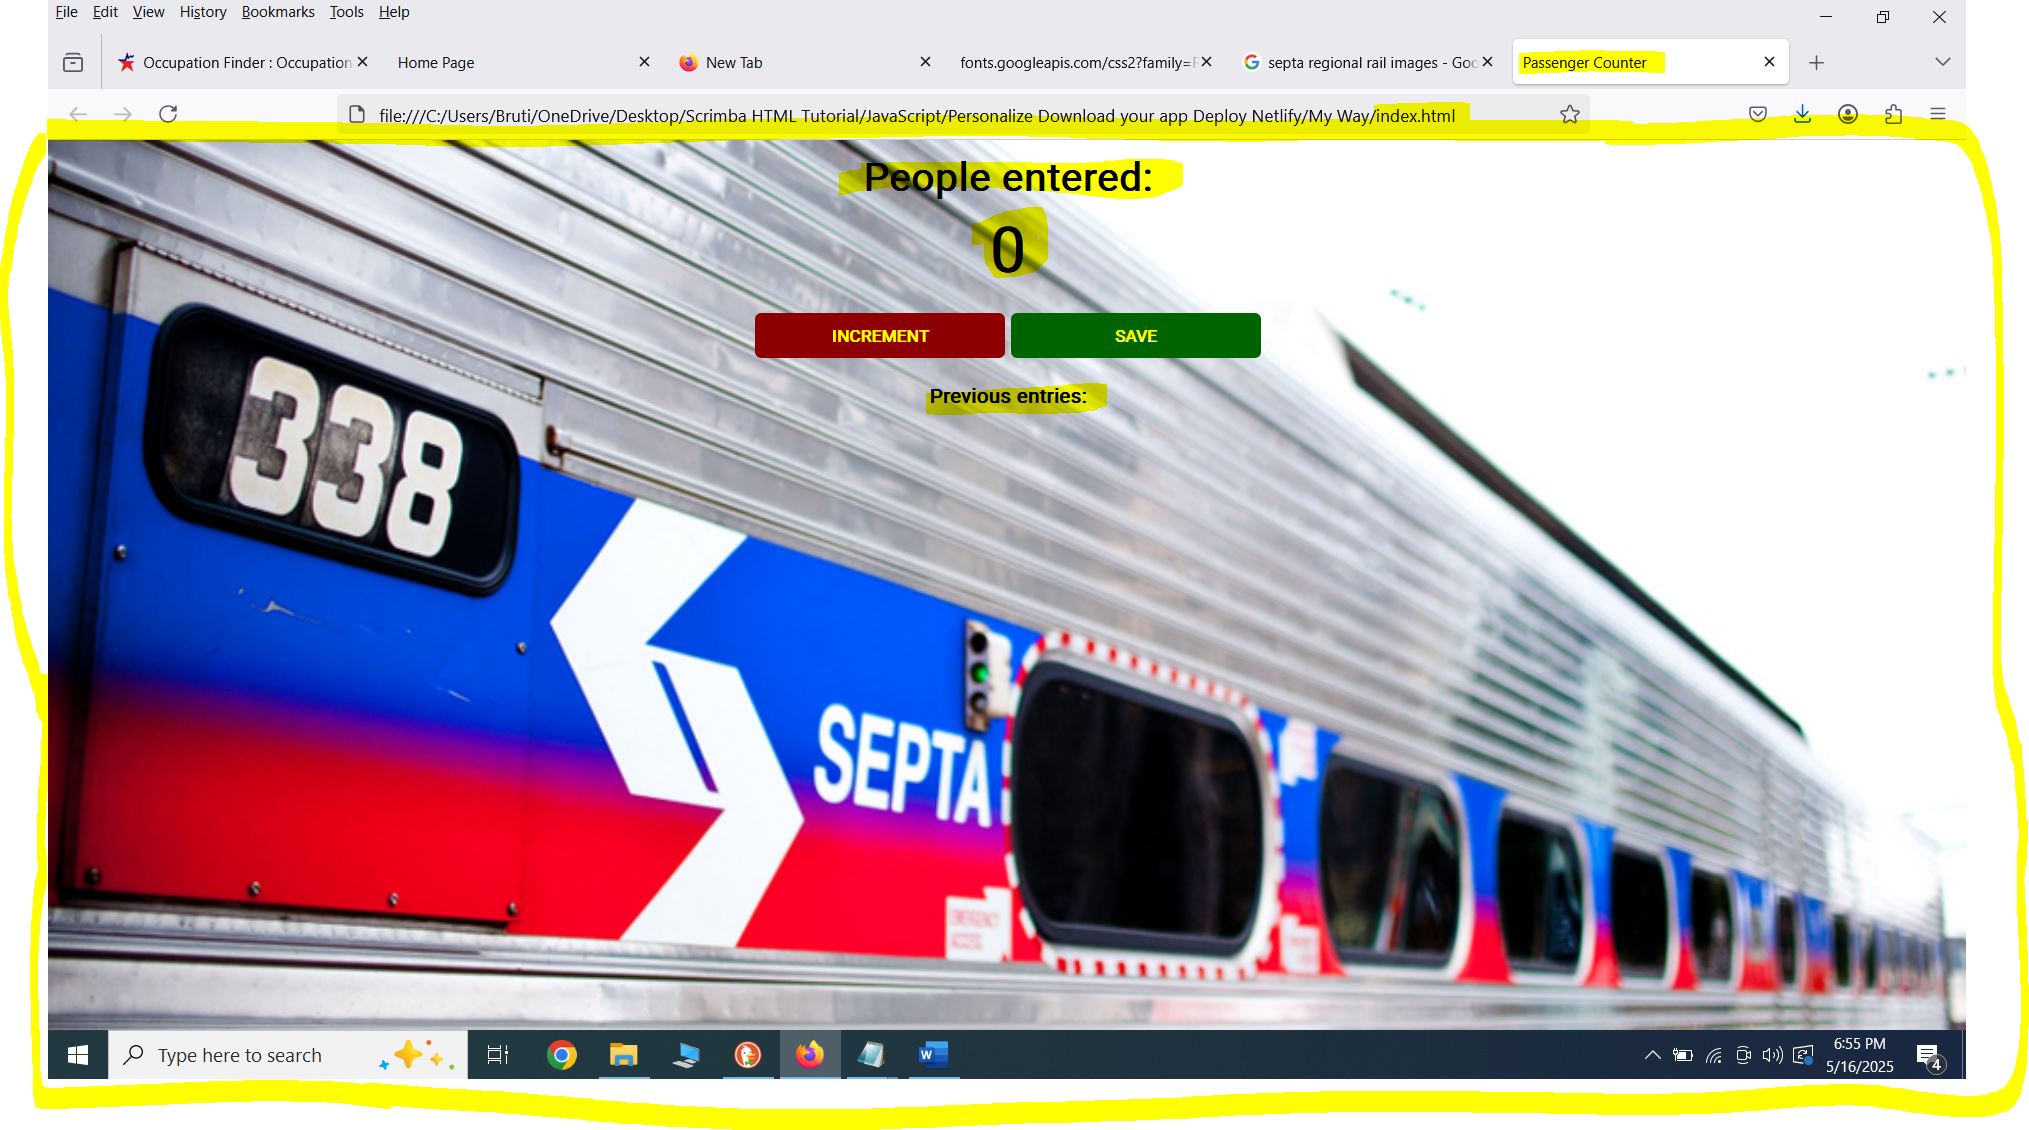 File Edit View History Bookmarks Tools Help
Occupation Finder : Occupation
Home Page
New Tab
fonts.googleapis.com/css2?family=
septa regional rail images - Goo
Passenger Counter
file:///C:/Users/Bruti/OneDrive/Desktop/Scrimba HTML Tutorial/JavaScript/Personalize Download your app Deploy Netlify/My Way/index.html
People entered:
0
INCREMENT SAVE
Previous entries:
338
SEPTA
EMERGENCY
Type here to search
6:55 PM
5/16/2025
4